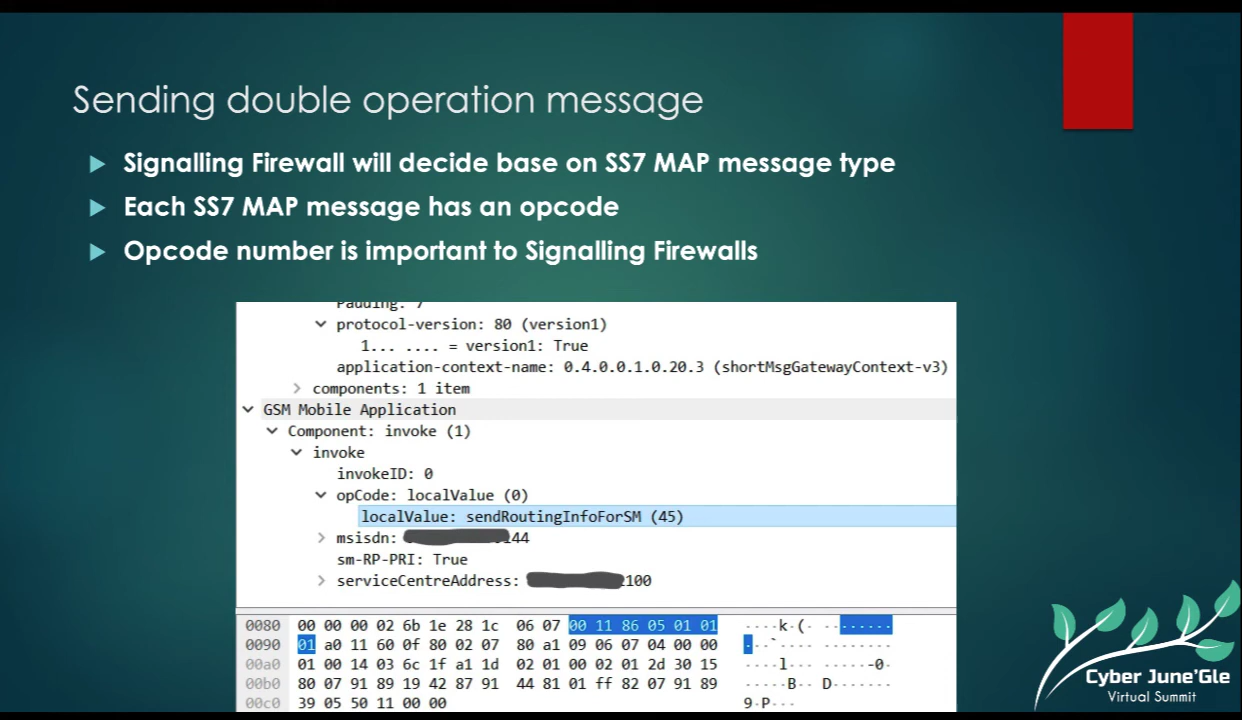 Sending double operation message
Signalling Firewall will decide base on SS7 MAP message type
Each SS7 MAP message has an opcode
Opcode number is important to Signalling Firewalls
Padding: 7
protocol-version: 80 (version1)
1... .... = version1: True
application-context-name: 0.4.0.0.1.0.20.3 (shortMsgGatewayContext-v3)
components: 1 item
GSM Mobile Application
Component: invoke (1)
invoke
invokeID: 0
opCode: localValue (0)
localValue: sendRoutingInfoForSM (45)
msisdn: 144
sm-RP-PRI: True
serviceCentreAddress: 100
0080 00 00 00 02 6b 1e 28 1c 06 07 00 11 86 05 01 01 ····k·(· ········
0090 01 a0 11 60 0f 80 02 07 80 a1 09 06 07 04 00 00 ···`···· ········
00a0 01 00 14 03 6c 1f a1 1d 02 01 00 02 01 2d 30 15 ····l··· ·····-0·
00b0 80 07 91 89 19 42 87 91 44 81 01 ff 82 07 91 89 ·····B·· D·······
00c0 39 05 50 11 00 00 9·P···
Cyber June'Gle
Virtual Summit